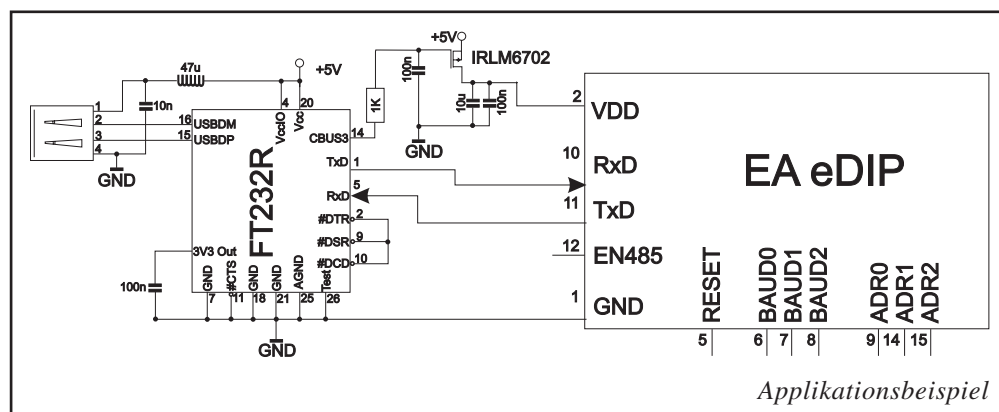 +5V
IRLM6702
47u
+5V
100n
10u
100n
1K
1
10n
2
3
4
GND
16 USBDM
15 USBDP
4
20
VccIO
Vcc
CBUS3 14
GND
TxD 1
RxD 5
#DTR 2
#DSR 9
#DCD 10
FT232R
3V3 Out
100n
GND
#CTS
GND
GND
AGND
Test
7
11
18
21
25
26
GND
2 VDD
10 RxD
11 TxD
12 EN485
1 GND
EA eDIP
RESET
BAUD0
BAUD1
BAUD2
ADR0
ADR1
ADR2
5
6
7
8
9
14
15
Applikationsbeispiel